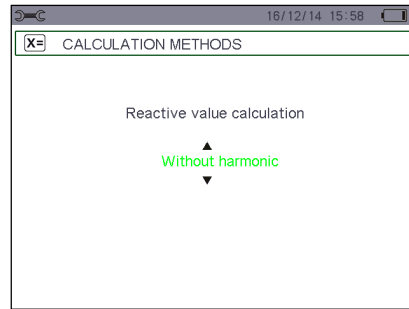 16/12/14 15:58
X= CALCULATION METHODS
Reactive value calculation
Without harmonic